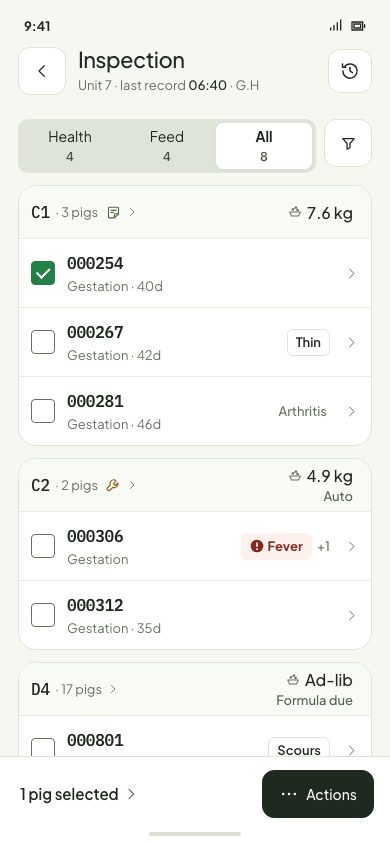 9:41
Inspection
Unit 7 · last record 06:40 · G.H
Health
4
Feed
4
All
8
C1 · 3 pigs
7.6 kg
000254
Gestation · 40d
000267
Gestation · 42d
Thin
000281
Gestation · 46d
Arthritis
C2 · 2 pigs
4.9 kg
Auto
000306
Gestation
Fever +1
000312
Gestation · 35d
D4 · 17 pigs
Ad-lib
Formula due
000801
Scours
1 pig selected
··· Actions